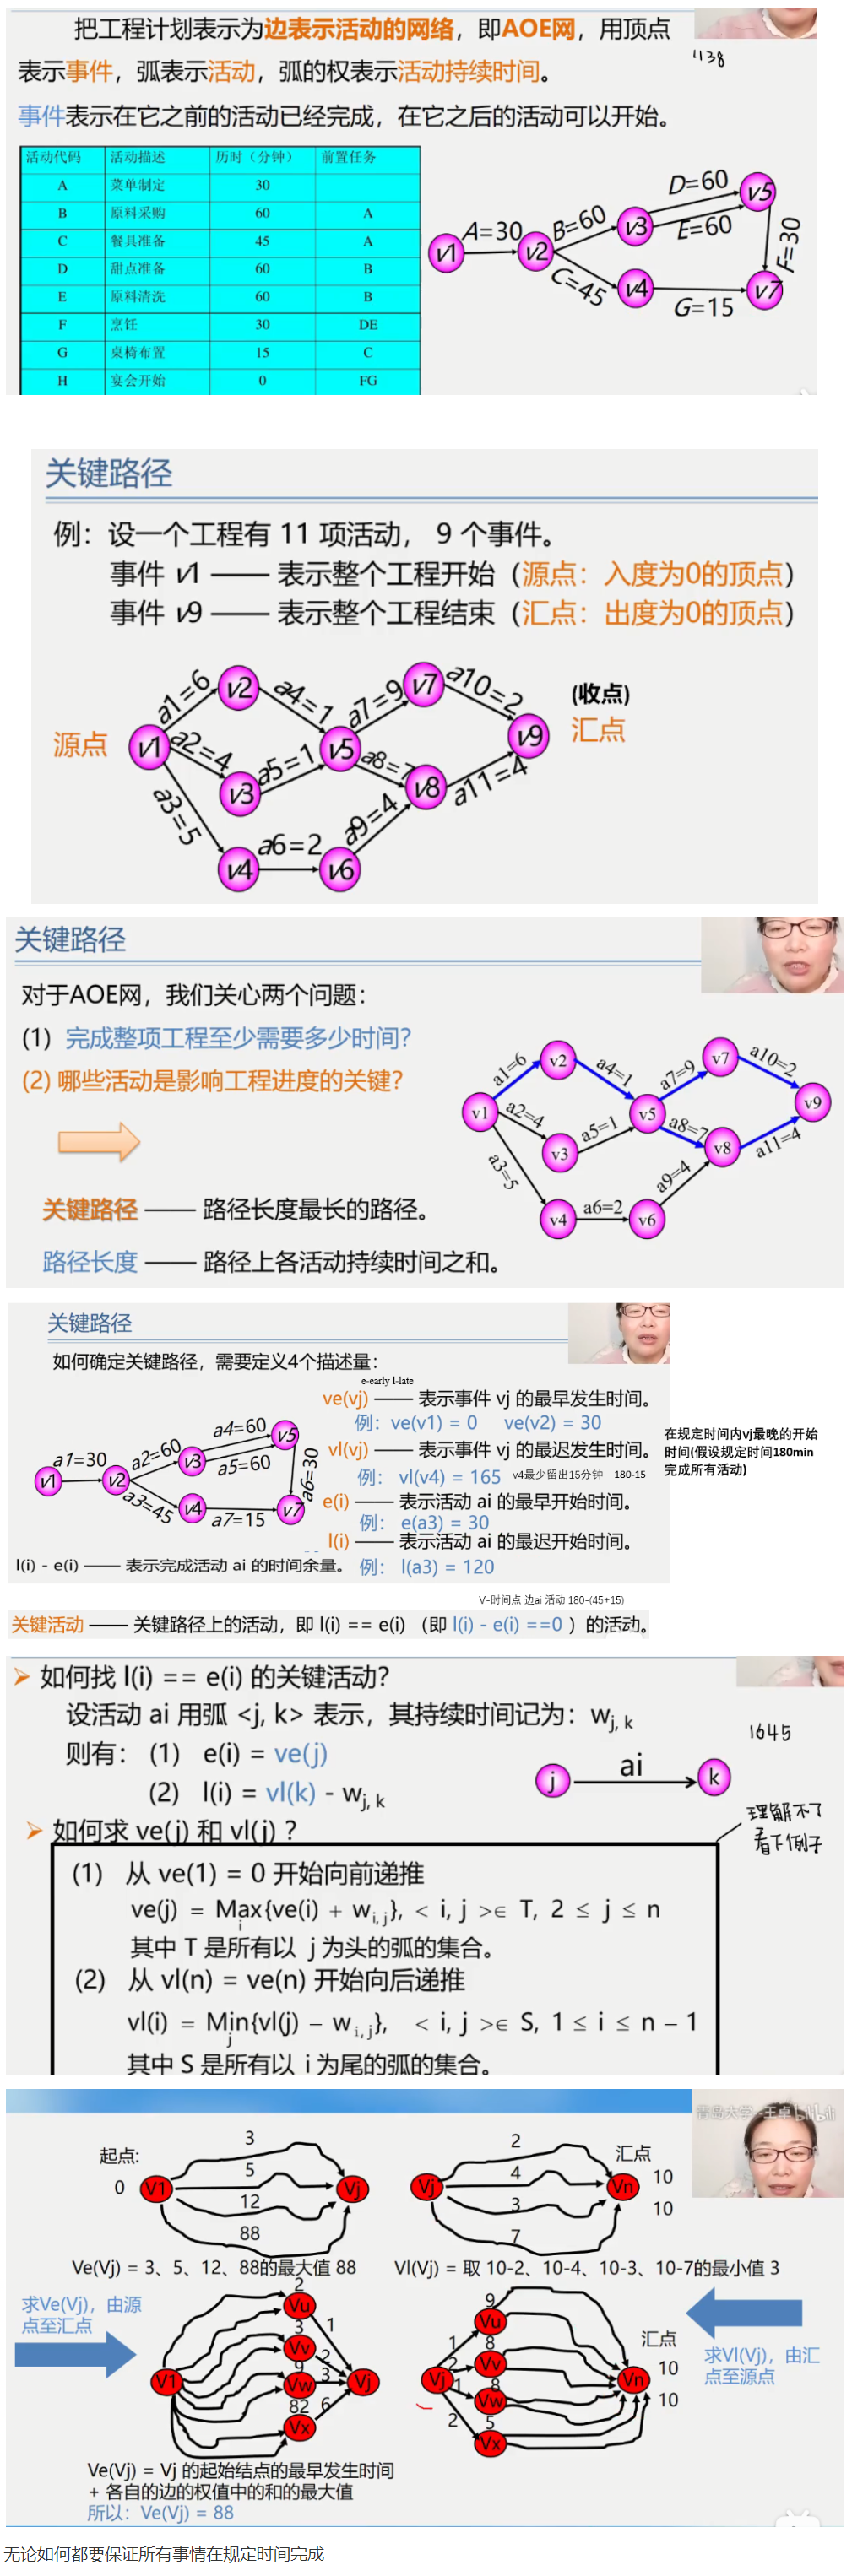 把工程计划表示为边表示活动的网络，即AOE网，用顶点
表示事件，弧表示活动，弧的权表示活动持续时间。
1138
事件表示在它之前的活动已经完成，在它之后的活动可以开始。
活动代码 活动描述 历时（分钟） 前置任务
A 菜单制定 30
B 原料采购 60 A
C 餐具准备 45 A
D 甜点准备 60 B
E 原料清洗 60 B
F 烹饪 30 DE
G 桌椅布置 15 C
H 宴会开始 0 FG
v1 A=30 v2 B=60 v3 D=60 E=60 v5 F=30
C=45 v4 G=15 v7
关键路径
例：设一个工程有 11 项活动， 9 个事件。
事件 v1 —— 表示整个工程开始（源点：入度为0的顶点）
事件 v9 —— 表示整个工程结束（汇点：出度为0的顶点）
源点 v1 a1=6 v2 a4=1 a7=9 v7 a10=2 (收点)
a2=4 v3 a5=1 v5 a8=7 v8 a11=4 v9 汇点
a3=5 v4 a6=2 v6 a9=4
关键路径
对于AOE网，我们关心两个问题：
(1) 完成整项工程至少需要多少时间？
(2) 哪些活动是影响工程进度的关键？
关键路径 —— 路径长度最长的路径。
路径长度 —— 路径上各活动持续时间之和。
v1 a1=6 v2 a4=1 a7=9 v7 a10=2
a2=4 v3 a5=1 v5 a8=7 v8 a11=4 v9
a3=5 v4 a6=2 v6 a9=4
关键路径
如何确定关键路径，需要定义4个描述量：
e-early l-late
ve(vj) —— 表示事件 vj 的最早发生时间。
例： ve(v1) = 0 ve(v2) = 30
vl(vj) —— 表示事件 vj 的最迟发生时间。
例： vl(v4) = 165 v4最少留出15分钟，180-15
在规定时间内vj最晚的开始
时间(假设规定时间180min
完成所有活动)
e(i) —— 表示活动 ai 的最早开始时间。
例： e(a3) = 30
l(i) —— 表示活动 ai 的最迟开始时间。
例： l(a3) = 120
v1 a1=30 v2 a2=60 v3 a4=60 a5=60 v5 a6=30
a3=45 v4 a7=15 v7
l(i) - e(i) —— 表示完成活动 ai 的时间余量。
V-时间点 边ai 活动 180-(45+15)
关键活动 —— 关键路径上的活动，即 l(i) == e(i) （即 l(i) - e(i) ==0 ）的活动。
如何找 l(i) == e(i) 的关键活动？
设活动 ai 用弧 <j, k> 表示，其持续时间记为：wj, k
则有： (1) e(i) = ve(j)
(2) l(i) = vl(k) - wj, k
1645
j ai k
理解不了
看下例子
如何求 ve(j) 和 vl(j) ？
(1) 从 ve(1) = 0 开始向前递推
ve(j) = Max{ve(i) + wi, j}, < i, j >∈ T, 2 ≤ j ≤ n
i
其中 T 是所有以 j 为头的弧的集合。
(2) 从 vl(n) = ve(n) 开始向后递推
vl(i) = Min{vl(j) − wi, j}, < i, j >∈ S, 1 ≤ i ≤ n − 1
j
其中 S 是所有以 i 为尾的弧的集合。
青岛大学-王卓 bilibili
起点: 0 V1 3 5 12 88 Vj
Vj 2 4 3 7 汇点 Vn 10 10
Ve(Vj) = 3、5、12、88的最大值 88
Vl(Vj) = 取 10-2、10-4、10-3、10-7的最小值 3
求Ve(Vj)，由源
点至汇点
V1 2 Vu 1 3 Vv 2 9 Vw 3 82 Vx 6 Vj
Vj 1 9 Vu 2 8 Vv 1 8 Vw 2 5 Vx 汇点 Vn 10 10
求Vl(Vj)，由汇
点至源点
Ve(Vj) = Vj 的起始结点的最早发生时间
+ 各自的边的权值中的和的最大值
所以：Ve(Vj) = 88
无论如何都要保证所有事情在规定时间完成